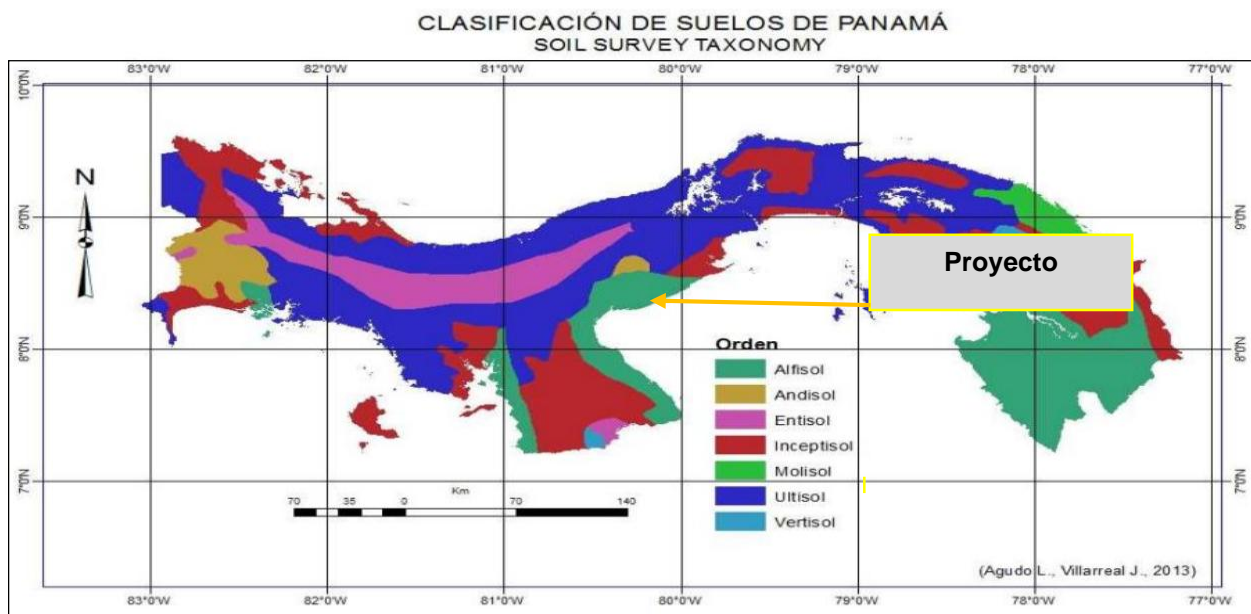 CLASIFICACIÓN DE SUELOS DE PANAMÁ
SOIL SURVEY TAXONOMY
83°0'W 82°0'W 81°0'W 80°0'W 79°0'W 78°0'W 77°0'W
10°0'N
N
9°0'N 9°0'N
Proyecto
8°0'N 8°0'N
Orden
Alfisol
Andisol
Entisol
Inceptisol
Molisol
Ultisol
Vertisol
7°0'N 7°0'N
Km
70 35 0 70 140
(Agudo L., Villarreal J., 2013)
83°0'W 82°0'W 81°0'W 80°0'W 79°0'W 78°0'W 77°0'W